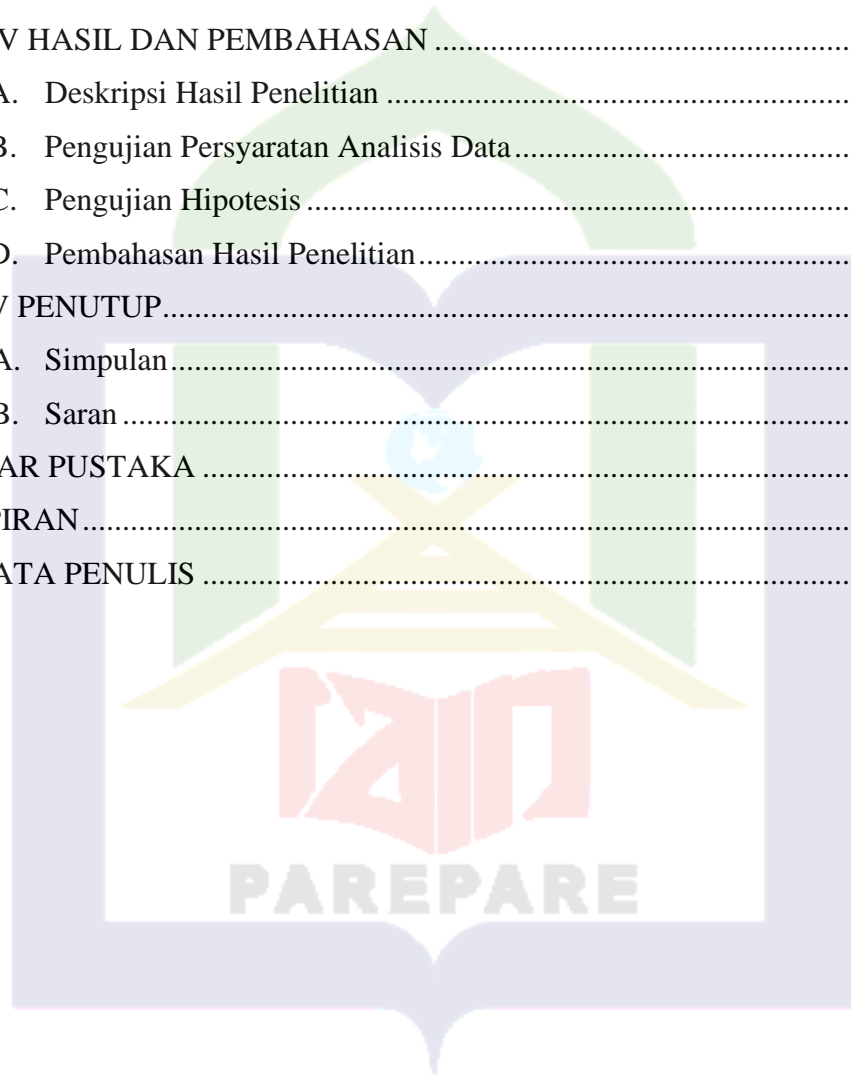 V HASIL DAN PEMBAHASAN ....................................................
A. Deskripsi Hasil Penelitian ..........................................................
B. Pengujian Persyaratan Analisis Data..........................................
C. Pengujian Hipotesis ....................................................................
D. Pembahasan Hasil Penelitian......................................................
V PENUTUP.......................................................................................
A. Simpulan.....................................................................................
B. Saran ...........................................................................................
AR PUSTAKA .................................................................................
PIRAN................................................................................................
ATA PENULIS .................................................................................
iain
PAREPARE